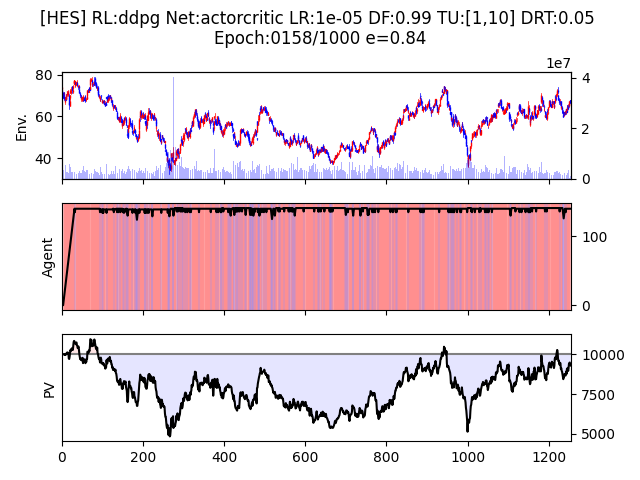 [HES] RL:ddpg Net:actorcritic LR:1e-05 DF:0.99 TU:[1,10] DRT:0.05
Epoch:0158/1000 e=0.84
1e7
80
60
40
Env.
4
2
0
Agent
100
0
PV
10000
7500
5000
0 200 400 600 800 1000 1200